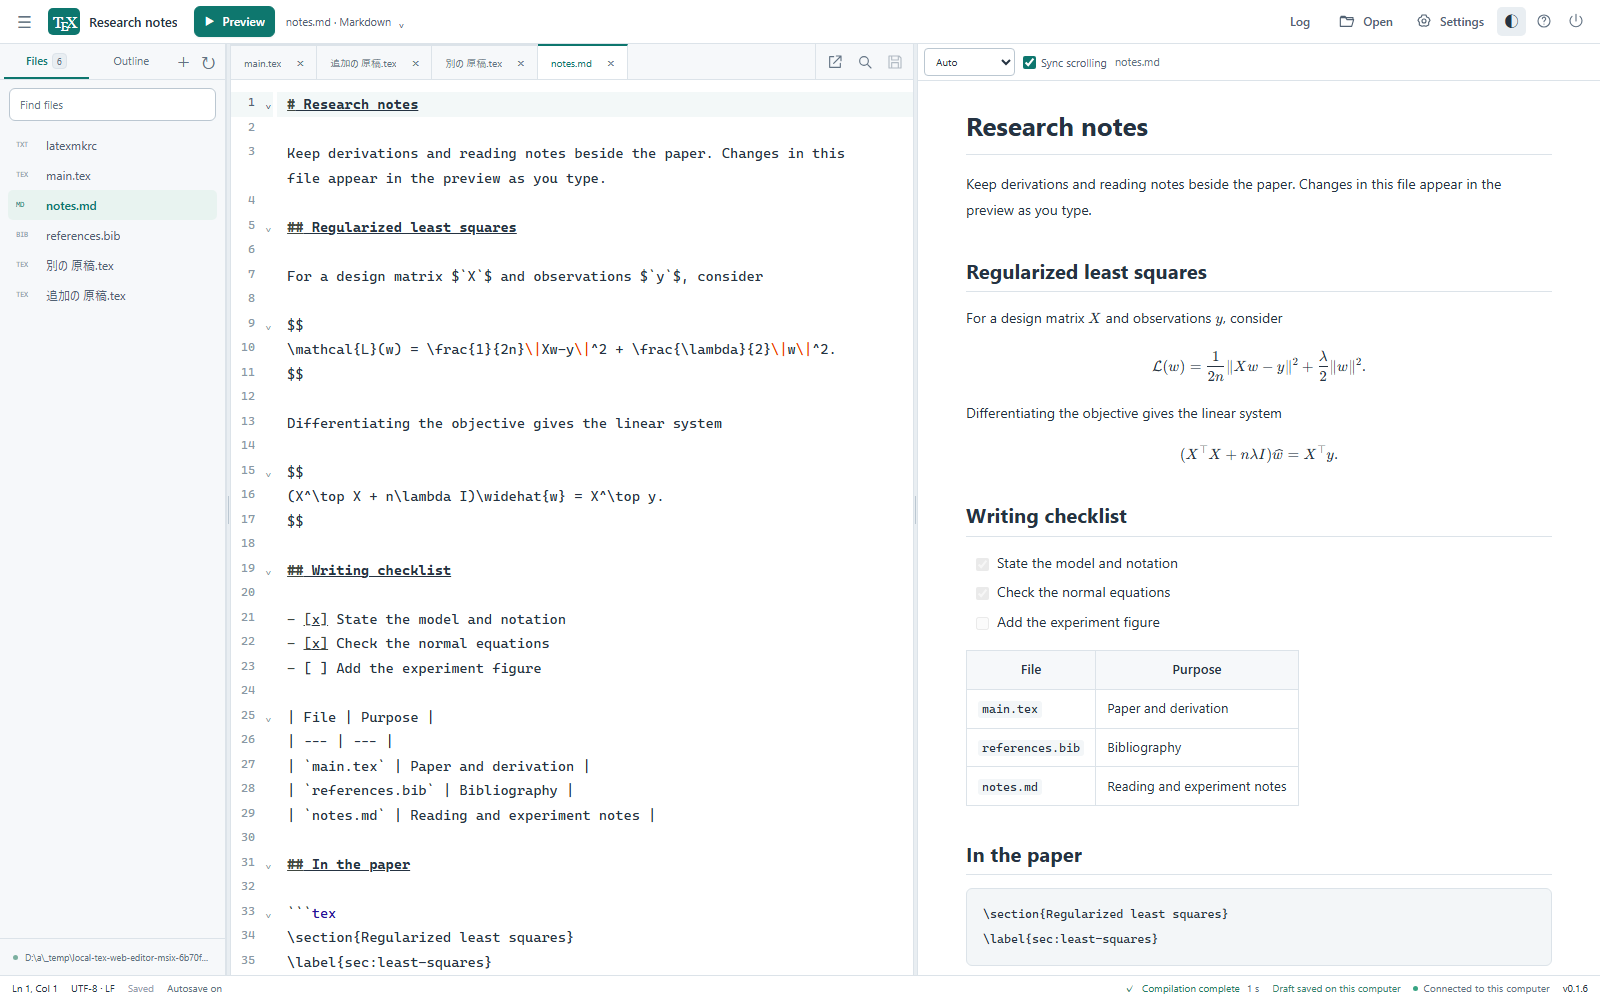 TEX Research notes Preview notes.md · Markdown Log Open Settings
Files 6 Outline
Find files
TXT latexmkrc
TEX main.tex
MD notes.md
BIB references.bib
TEX 別の 原稿.tex
TEX 追加の 原稿.tex
D:\a\_temp\local-tex-web-editor-msix-6b70f...
main.tex × 追加の 原稿.tex × 別の 原稿.tex × notes.md ×
1 # Research notes
2
3 Keep derivations and reading notes beside the paper. Changes in this
file appear in the preview as you type.
4
5 ## Regularized least squares
6
7 For a design matrix $`X`$ and observations $`y`$, consider
8
9 $$
10 \mathcal{L}(w) = \frac{1}{2n}\|Xw-y\|^2 + \frac{\lambda}{2}\|w\|^2.
11 $$
12
13 Differentiating the objective gives the linear system
14
15 $$
16 (X^\top X + n\lambda I)\widehat{w} = X^\top y.
17 $$
18
19 ## Writing checklist
20
21 - [x] State the model and notation
22 - [x] Check the normal equations
23 - [ ] Add the experiment figure
24
25 | File | Purpose |
26 | --- | --- |
27 | `main.tex` | Paper and derivation |
28 | `references.bib` | Bibliography |
29 | `notes.md` | Reading and experiment notes |
30
31 ## In the paper
32
33 ```tex
34 \section{Regularized least squares}
35 \label{sec:least-squares}
Auto Sync scrolling notes.md
Research notes
Keep derivations and reading notes beside the paper. Changes in this file appear in the
preview as you type.
Regularized least squares
For a design matrix X and observations y, consider
ℒ(w) = 1/2n ‖Xw − y‖² + λ/2 ‖w‖².
Differentiating the objective gives the linear system
(X⊤X + nλI)ŵ = X⊤y.
Writing checklist
State the model and notation
Check the normal equations
Add the experiment figure
File Purpose
main.tex Paper and derivation
references.bib Bibliography
notes.md Reading and experiment notes
In the paper
\section{Regularized least squares}
\label{sec:least-squares}
Ln 1, Col 1 UTF-8 · LF Saved Autosave on ✓ Compilation complete 1 s Draft saved on this computer Connected to this computer v0.1.6